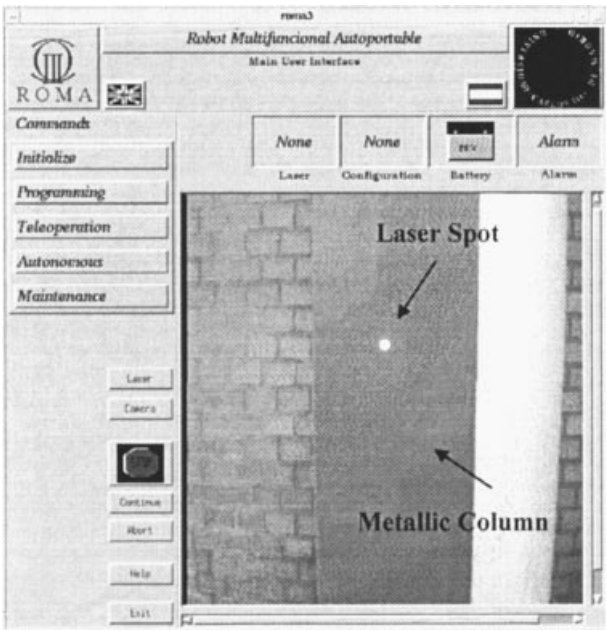 roma3
Robot Multifuncional Autoportable
Main User Interface
ROMA
Commands
Initialize
Programming
Teleoperation
Autonomous
Maintenance
None
None
Alarm
Laser
Configuration
Battery
Alarm
Laser Spot
Metallic Column
Laser
Camera
STOP
Continue
Abort
Help
Exit